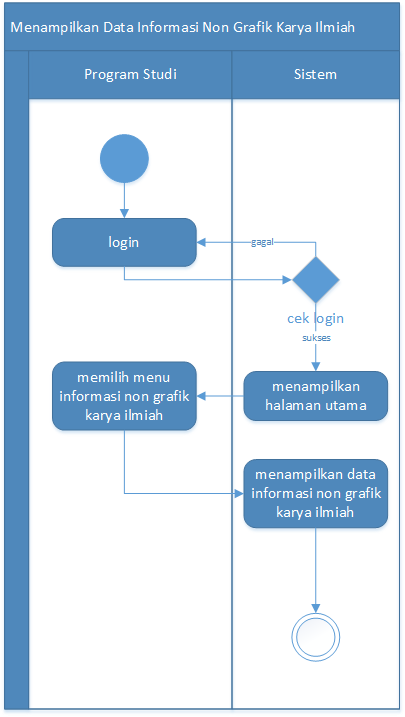 Menampilkan Data Informasi Non Grafik Karya Ilmiah
Program Studi
Sistem
login
gagal
cek login
sukses
menampilkan
halaman utama
memilih menu
informasi non grafik
karya ilmiah
menampilkan data
informasi non grafik
karya ilmiah